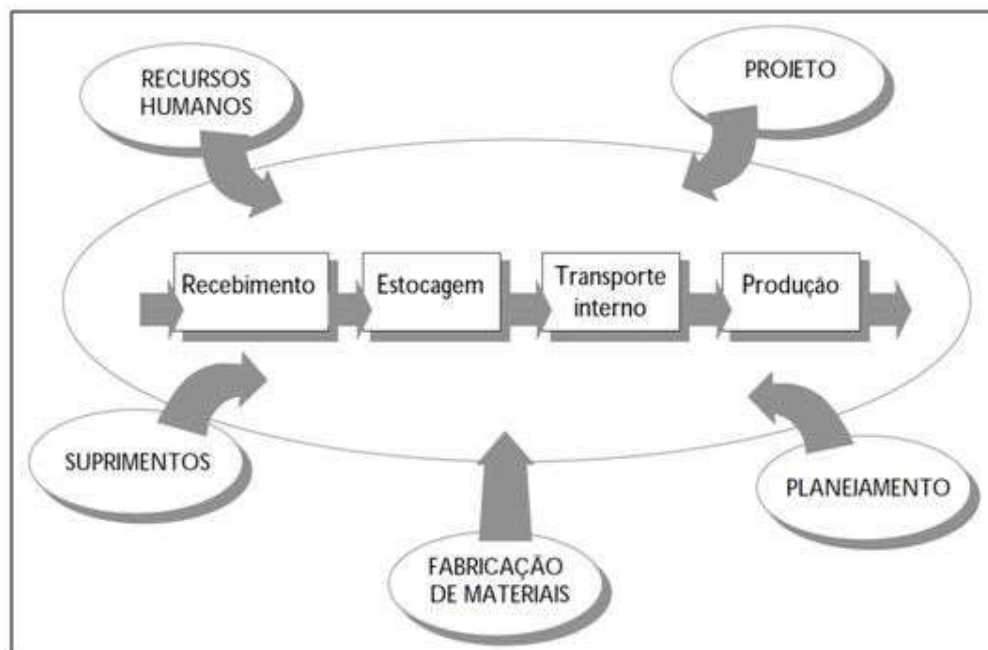 RECURSOS
HUMANOS
PROJETO
Recebimento
Estocagem
Transporte
interno
Produção
SUPRIMENTOS
PLANEJAMENTO
FABRICAÇÃO
DE MATERIAIS